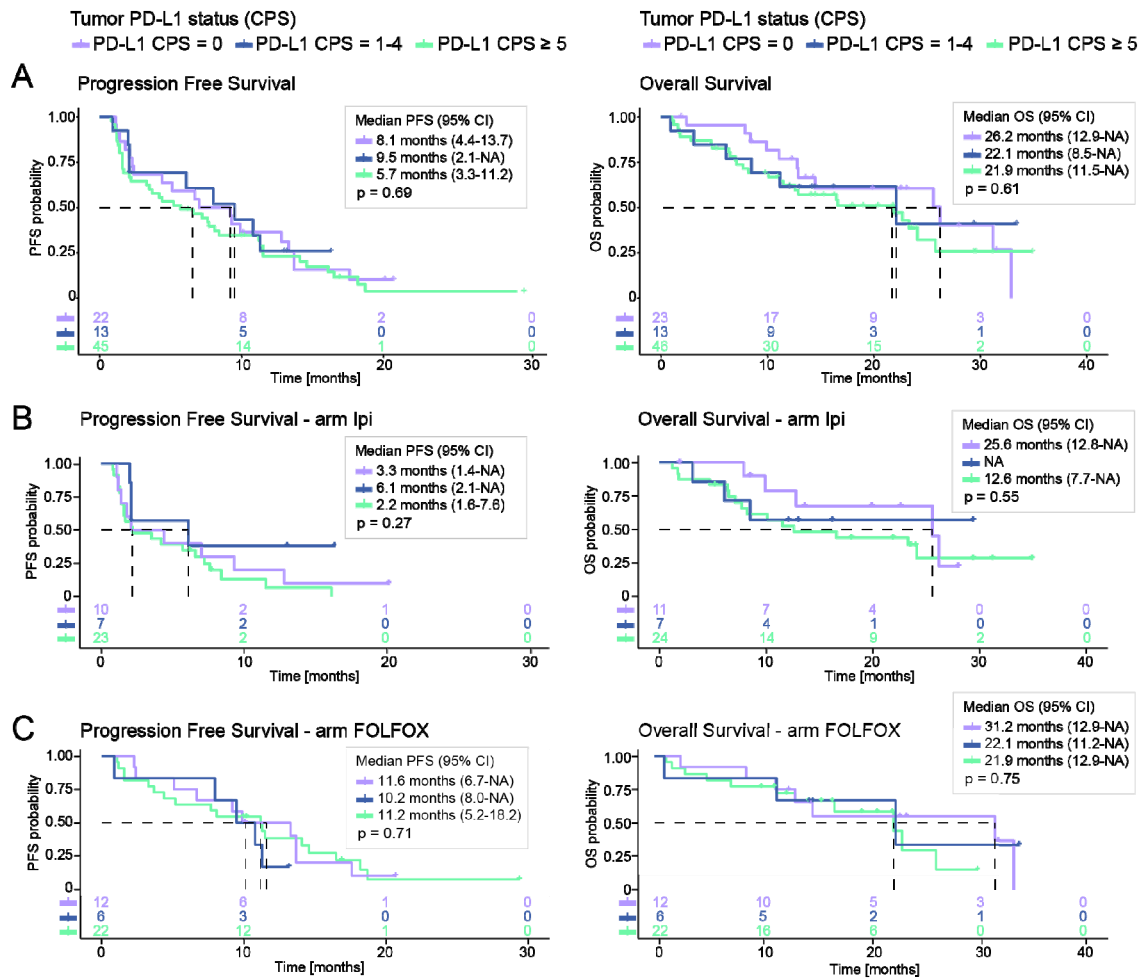 Tumor PD-L1 status (CPS)
PD-L1 CPS = 0 PD-L1 CPS = 1-4 PD-L1 CPS ≥ 5
Tumor PD-L1 status (CPS)
PD-L1 CPS = 0 PD-L1 CPS = 1-4 PD-L1 CPS ≥ 5
A
Progression Free Survival
PFS probability
1.00
0.75
0.50
0.25
0
Median PFS (95% CI)
8.1 months (4.4-13.7)
9.5 months (2.1-NA)
5.7 months (3.3-11.2)
p = 0.69
22 8 2 0
13 5 0 0
45 14 1 0
0 10 20 30
Time [months]
Overall Survival
OS probability
1.00
0.75
0.50
0.25
0
Median OS (95% CI)
26.2 months (12.9-NA)
22.1 months (8.5-NA)
21.9 months (11.5-NA)
p = 0.61
23 17 9 3 0
13 9 3 1 0
46 30 15 2 0
0 10 20 30 40
Time [months]
B
Progression Free Survival - arm Ipi
PFS probability
1.00
0.75
0.50
0.25
0
Median PFS (95% CI)
3.3 months (1.4-NA)
6.1 months (2.1-NA)
2.2 months (1.6-7.6)
p = 0.27
10 2 1 0
7 2 0 0
23 2 0 0
0 10 20 30
Time [months]
Overall Survival - arm Ipi
OS probability
1.00
0.75
0.50
0.25
0
Median OS (95% CI)
25.6 months (12.8-NA)
NA
12.6 months (7.7-NA)
p = 0.55
11 7 4 0 0
7 4 1 0 0
24 14 9 2 0
0 10 20 30 40
Time [months]
C
Progression Free Survival - arm FOLFOX
PFS probability
1.00
0.75
0.50
0.25
0
Median PFS (95% CI)
11.6 months (6.7-NA)
10.2 months (8.0-NA)
11.2 months (5.2-18.2)
p = 0.71
12 6 1 0
6 3 0 0
22 12 1 0
0 10 20 30
Time [months]
Overall Survival - arm FOLFOX
OS probability
1.00
0.75
0.50
0.25
0
Median OS (95% CI)
31.2 months (12.9-NA)
22.1 months (11.2-NA)
21.9 months (12.9-NA)
p = 0.75
12 10 5 3 0
6 5 2 1 0
22 16 6 0 0
0 10 20 30 40
Time [months]